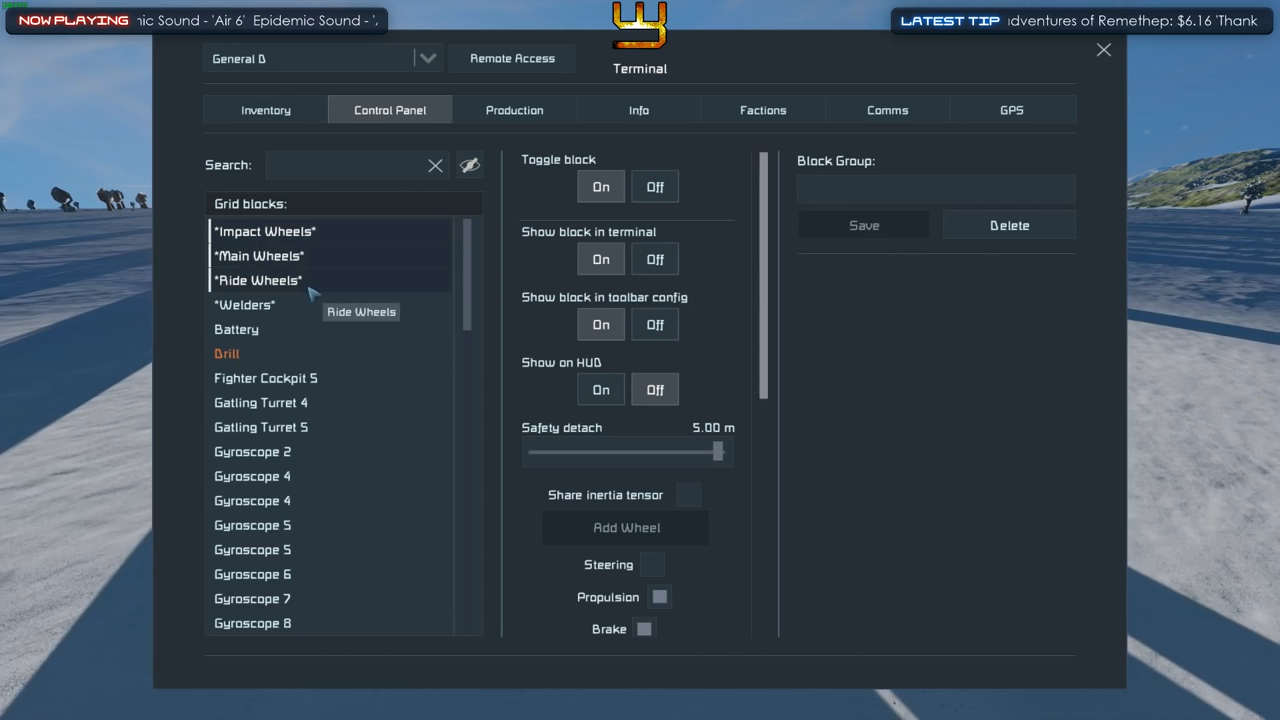 NOW PLAYING
nic Sound - 'Air 6' Epidemic Sound - '
LATEST TIP
dventures of Remethep: $6.16 'Thank
General D
Remote Access
Terminal
Inventory
Control Panel
Production
Info
Factions
Comms
GPS
Search:
Grid blocks:
*Impact Wheels*
*Main Wheels*
*Ride Wheels*
*Welders*
Ride Wheels
Battery
Drill
Fighter Cockpit 5
Gatling Turret 4
Gatling Turret 5
Gyroscope 2
Gyroscope 4
Gyroscope 4
Gyroscope 5
Gyroscope 5
Gyroscope 6
Gyroscope 7
Gyroscope 8
Toggle block
On Off
Show block in terminal
On Off
Show block in toolbar config
On Off
Show on HUD
On Off
Safety detach 5.00 m
Share inertia tensor
Add Wheel
Steering
Propulsion
Brake
Block Group:
Save
Delete